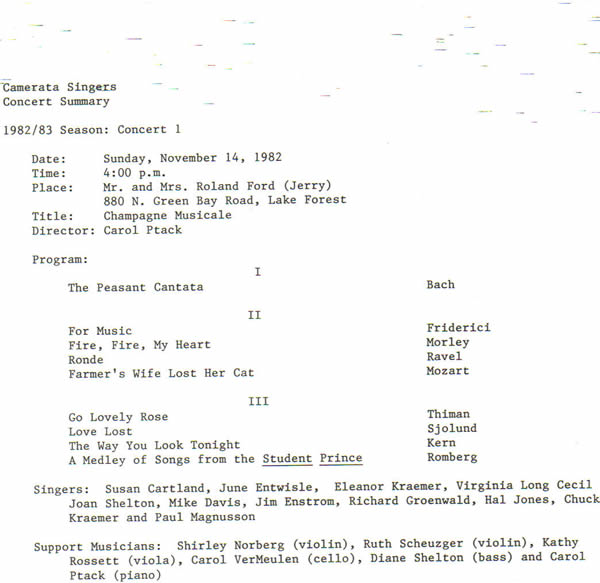 Camerata Singers
Concert Summary
1982/83 Season: Concert 1
Date: Sunday, November 14, 1982
Time: 4:00 p.m.
Place: Mr. and Mrs. Roland Ford (Jerry)
880 N. Green Bay Road, Lake Forest
Title: Champagne Musicale
Director: Carol Ptack
Program:
I
The Peasant Cantata Bach
II
For Music Friderici
Fire, Fire, My Heart Morley
Ronde Ravel
Farmer's Wife Lost Her Cat Mozart
III
Go Lovely Rose Thiman
Love Lost Sjolund
The Way You Look Tonight Kern
A Medley of Songs from the Student Prince Romberg
Singers: Susan Cartland, June Entwisle, Eleanor Kraemer, Virginia Long Cecil
Joan Shelton, Mike Davis, Jim Enstrom, Richard Groenwald, Hal Jones, Chuck
Kraemer and Paul Magnusson
Support Musicians: Shirley Norberg (violin), Ruth Scheuzger (violin), Kathy
Rossett (viola), Carol VerMeulen (cello), Diane Shelton (bass) and Carol
Ptack (piano)